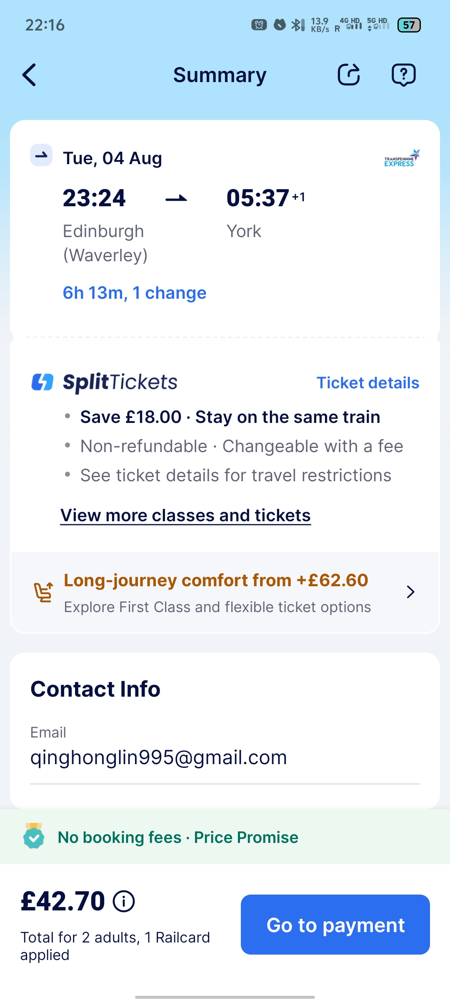 22:16
13.9 KB/s R 4G HD 5G HD 57
Summary
Tue, 04 Aug
TRANSPENNINE
EXPRESS
23:24 05:37 +1
Edinburgh York
(Waverley)
6h 13m, 1 change
SplitTickets Ticket details
• Save £18.00 · Stay on the same train
• Non-refundable · Changeable with a fee
• See ticket details for travel restrictions
View more classes and tickets
Long-journey comfort from +£62.60
Explore First Class and flexible ticket options
Contact Info
Email
qinghonglin995@gmail.com
No booking fees · Price Promise
£42.70
Go to payment
Total for 2 adults, 1 Railcard
applied